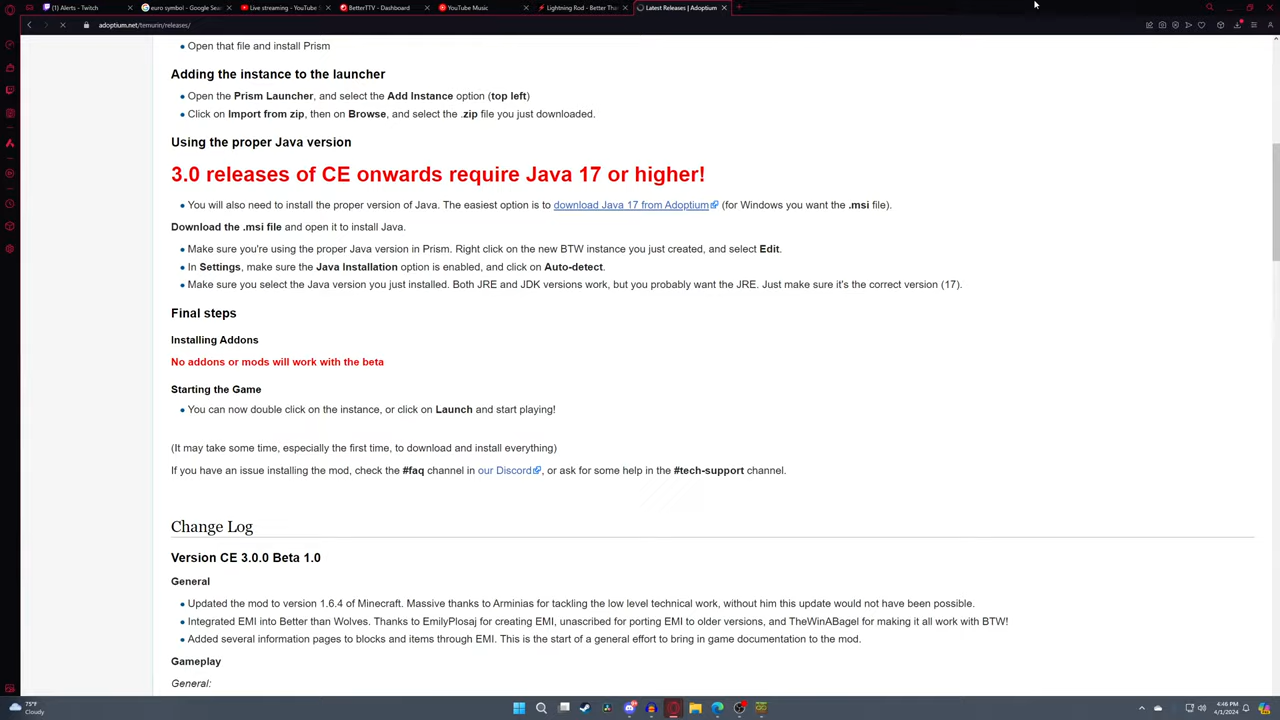 (1) Alerts - Twitch
euro symbol - Google Sear
Live streaming - YouTube S
BetterTTV - Dashboard
YouTube Music
Lightning Rod - Better Tha
Latest Releases | Adoptium
adoptium.net/temurin/releases/
Open that file and install Prism
Adding the instance to the launcher
Open the Prism Launcher, and select the Add Instance option (top left)
Click on Import from zip, then on Browse, and select the .zip file you just downloaded.
Using the proper Java version
3.0 releases of CE onwards require Java 17 or higher!
You will also need to install the proper version of Java. The easiest option is to download Java 17 from Adoptium (for Windows you want the .msi file).
Download the .msi file and open it to install Java.
Make sure you're using the proper Java version in Prism. Right click on the new BTW instance you just created, and select Edit.
In Settings, make sure the Java Installation option is enabled, and click on Auto-detect.
Make sure you select the Java version you just installed. Both JRE and JDK versions work, but you probably want the JRE. Just make sure it's the correct version (17).
Final steps
Installing Addons
No addons or mods will work with the beta
Starting the Game
You can now double click on the instance, or click on Launch and start playing!
(It may take some time, especially the first time, to download and install everything)
If you have an issue installing the mod, check the #faq channel in our Discord, or ask for some help in the #tech-support channel.
Change Log
Version CE 3.0.0 Beta 1.0
General
Updated the mod to version 1.6.4 of Minecraft. Massive thanks to Arminias for tackling the low level technical work, without him this update would not have been possible.
Integrated EMI into Better than Wolves. Thanks to EmilyPlosaj for creating EMI, unascribed for porting EMI to older versions, and TheWinABagel for making it all work with BTW!
Added several information pages to blocks and items through EMI. This is the start of a general effort to bring in game documentation to the mod.
Gameplay
General:
75°F
Cloudy
4:46 PM
4/1/2024